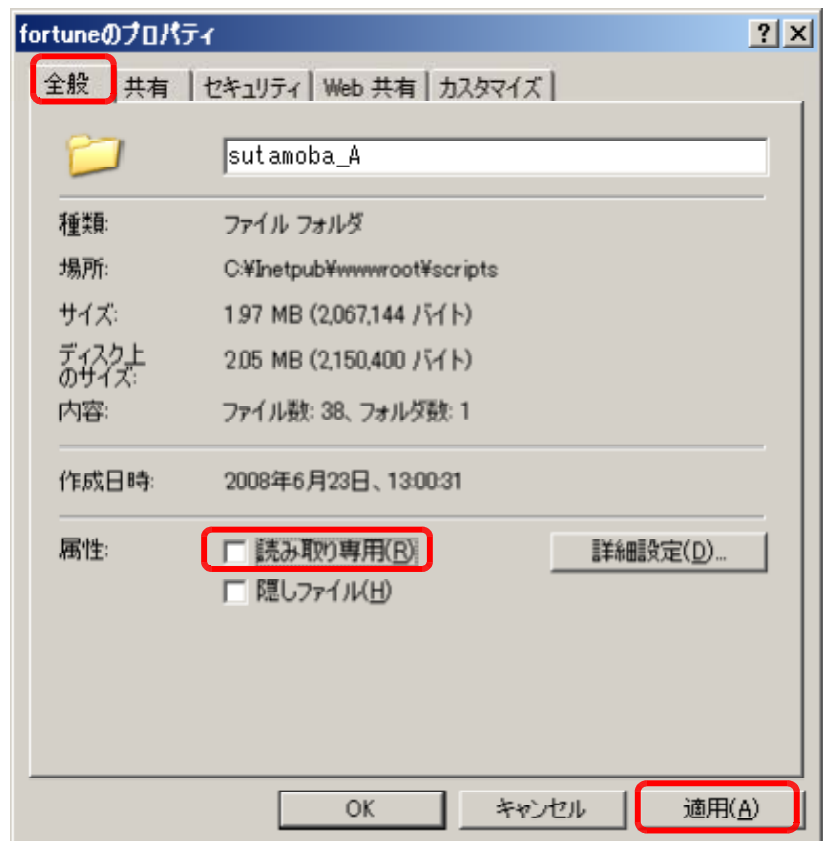 fortuneのプロパティ
全般 共有 セキュリティ Web 共有 カスタマイズ
sutamoba_A
種類: ファイル フォルダ
場所: C:¥Inetpub¥wwwroot¥scripts
サイズ: 1.97 MB (2,067,144 バイト)
ディスク上
のサイズ: 2.05 MB (2,150,400 バイト)
内容: ファイル数: 38、フォルダ数: 1
作成日時: 2008年6月23日、13:00:31
属性: 読み取り専用(R) 詳細設定(D)...
隠しファイル(H)
OK キャンセル 適用(A)